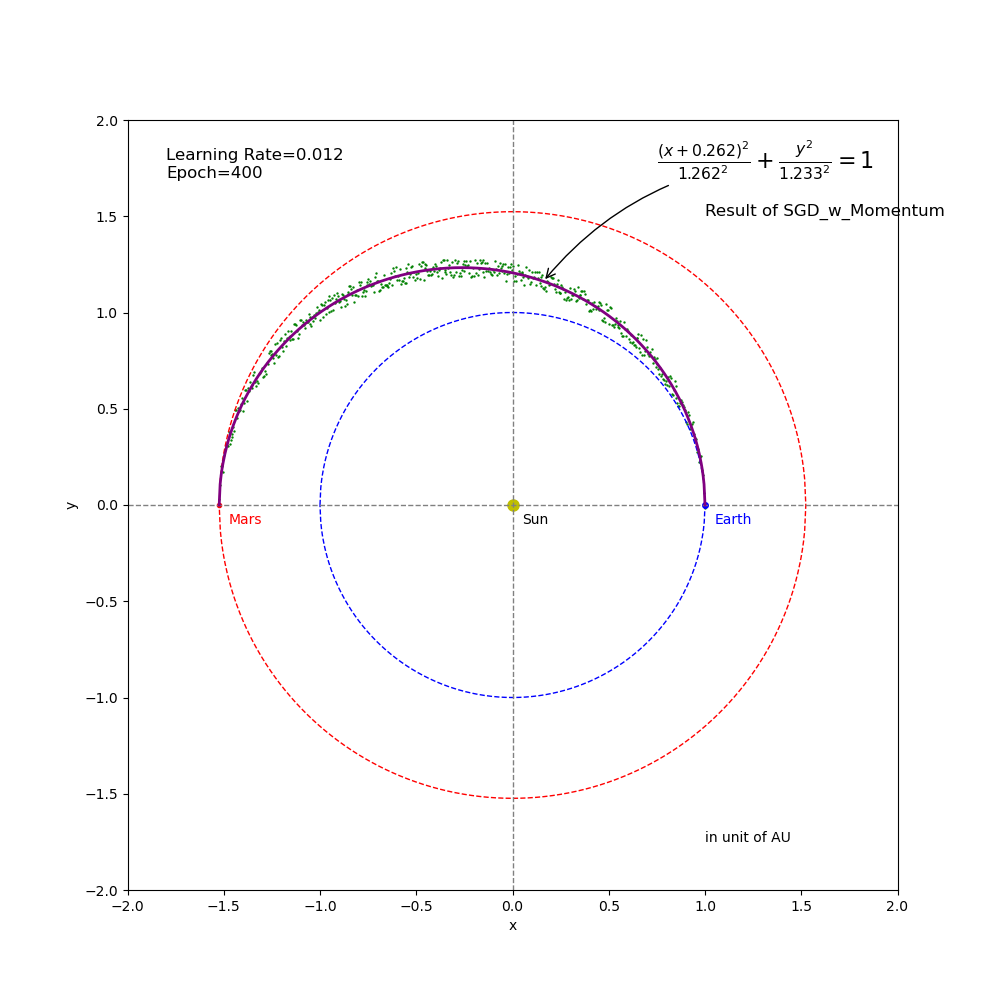 Learning Rate=0.012
Epoch=400
(x+0.262)²/1.262² + y²/1.233² = 1
Result of SGD_w_Momentum
Mars
Sun
Earth
in unit of AU
2.0
1.5
1.0
0.5
0.0
−0.5
−1.0
−1.5
−2.0
y
−2.0 −1.5 −1.0 −0.5 0.0 0.5 1.0 1.5 2.0
x